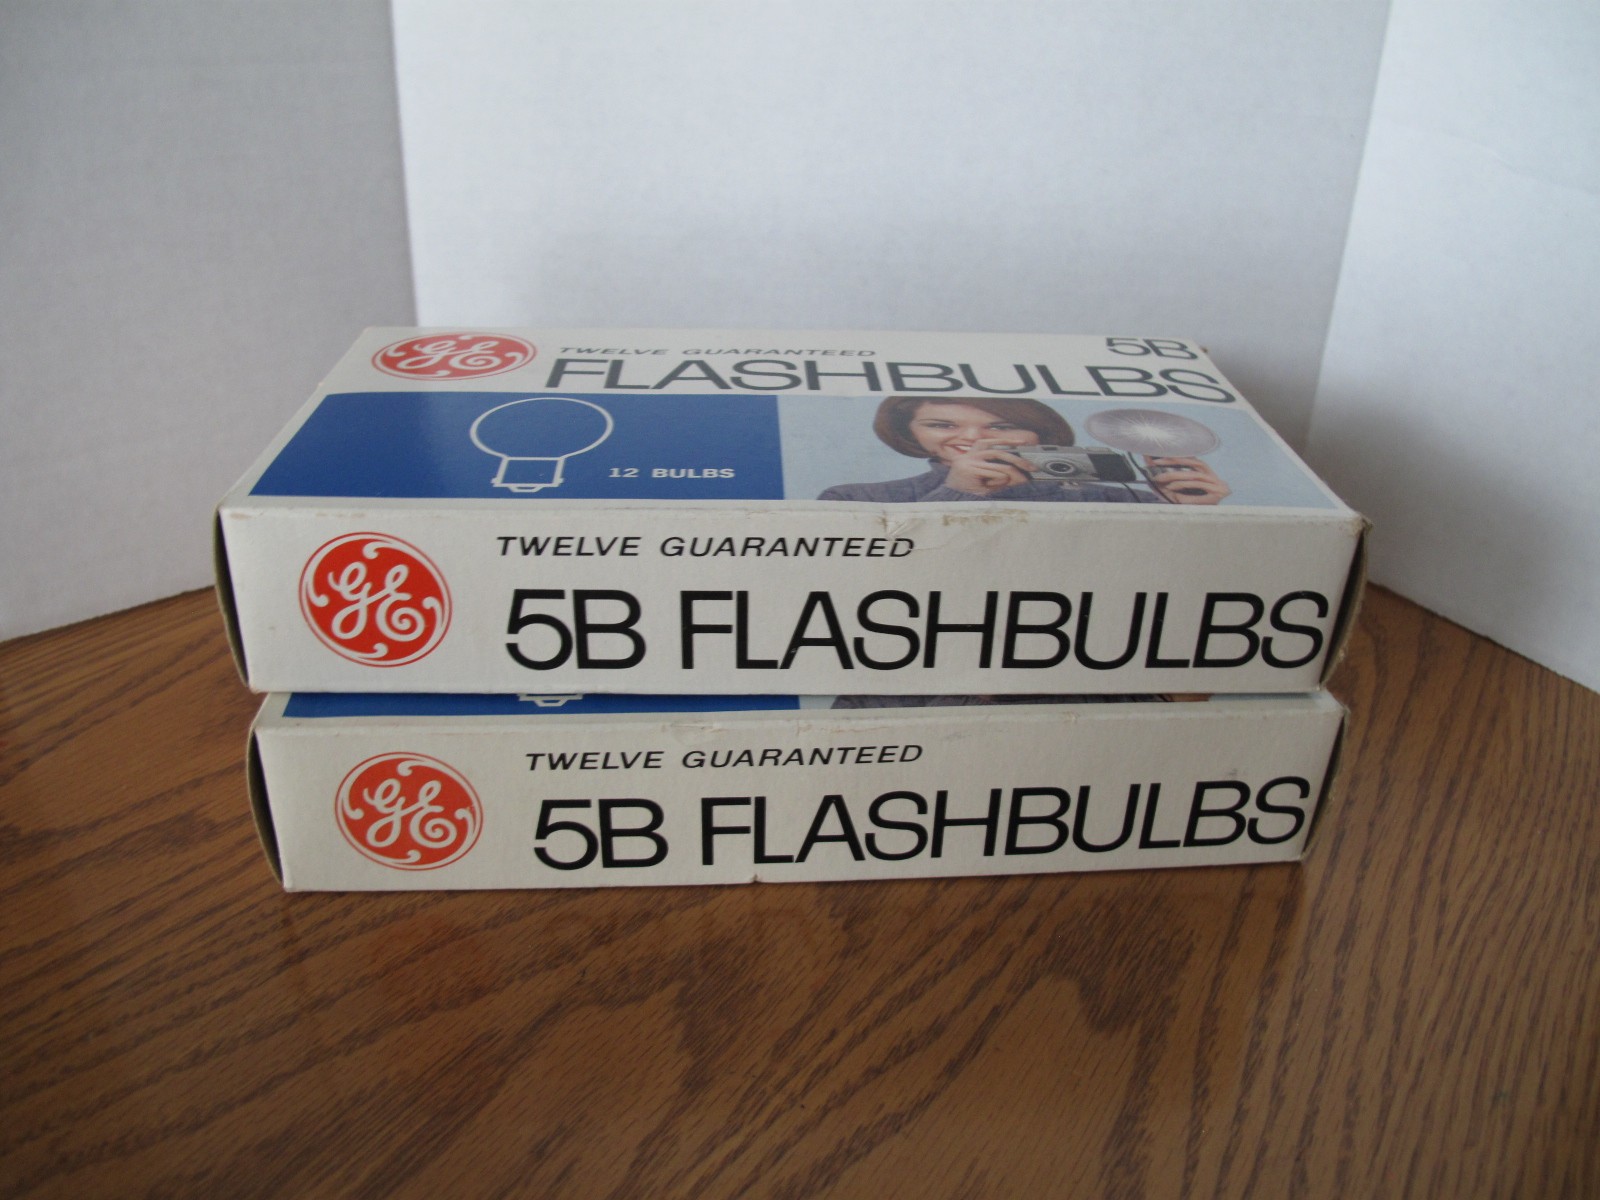 GE
TWELVE GUARANTEED
5B
FLASHBULBS
12 BULBS
GE
TWELVE GUARANTEED
5B FLASHBULBS
GE
TWELVE GUARANTEED
5B FLASHBULBS